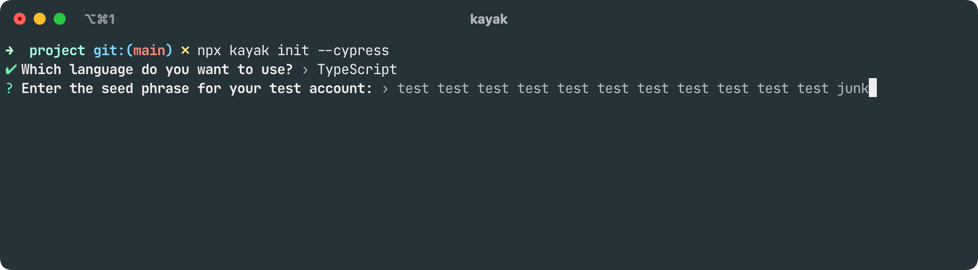 ⌥⌘1 kayak
➜ project git:(main) ✗ npx kayak init --cypress
✔ Which language do you want to use? › TypeScript
? Enter the seed phrase for your test account: › test test test test test test test test test test test junk